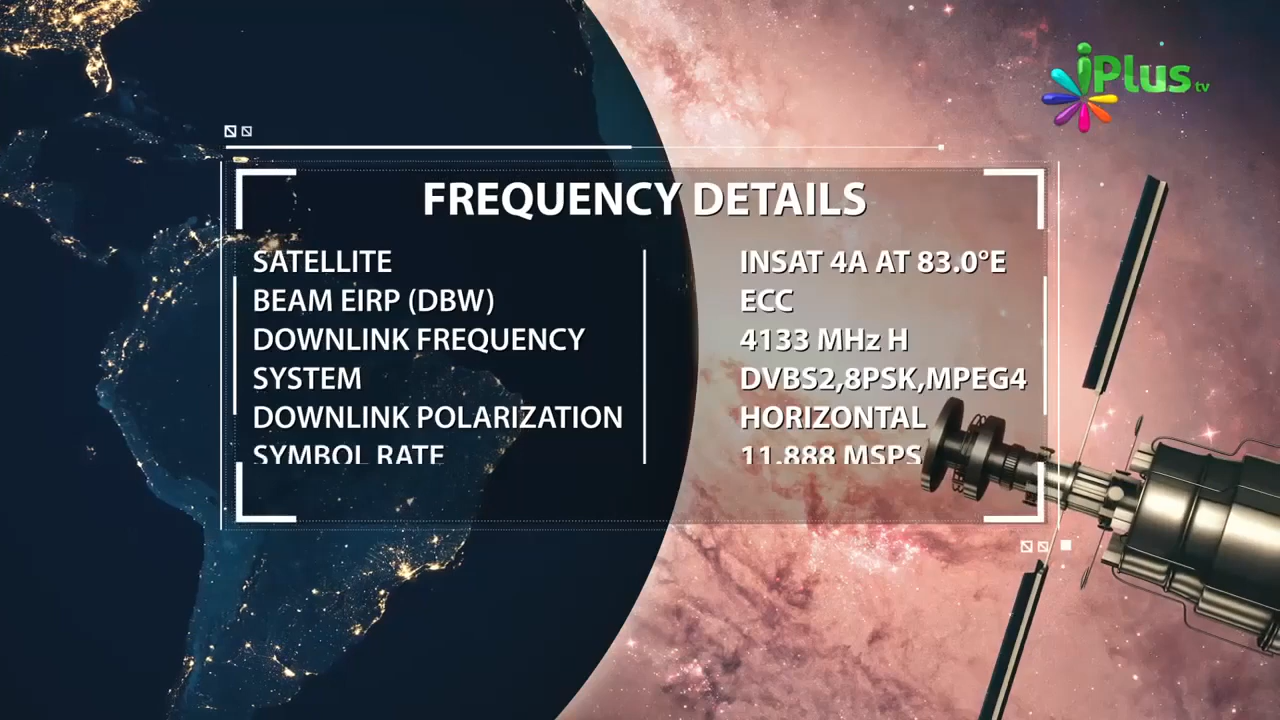 iPlus tv
FREQUENCY DETAILS
SATELLITE INSAT 4A AT 83.0°E
BEAM EIRP (DBW) ECC
DOWNLINK FREQUENCY 4133 MHz H
SYSTEM DVBS2,8PSK,MPEG4
DOWNLINK POLARIZATION HORIZONTAL
SYMBOL RATE 11.888 MSPS